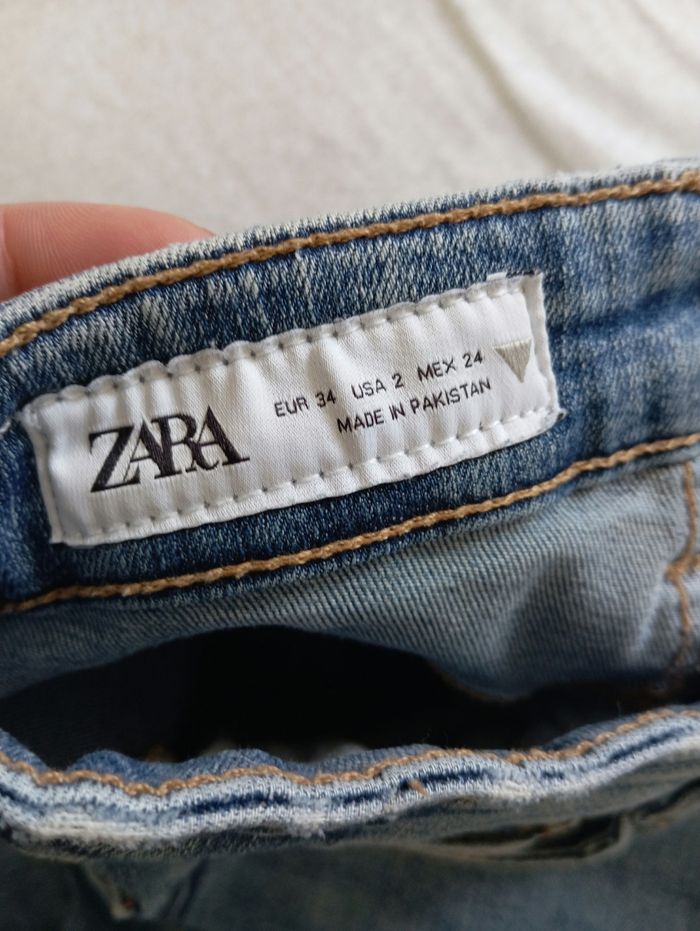 ZARA
EUR 34 USA 2 MEX 24
MADE IN PAKISTAN